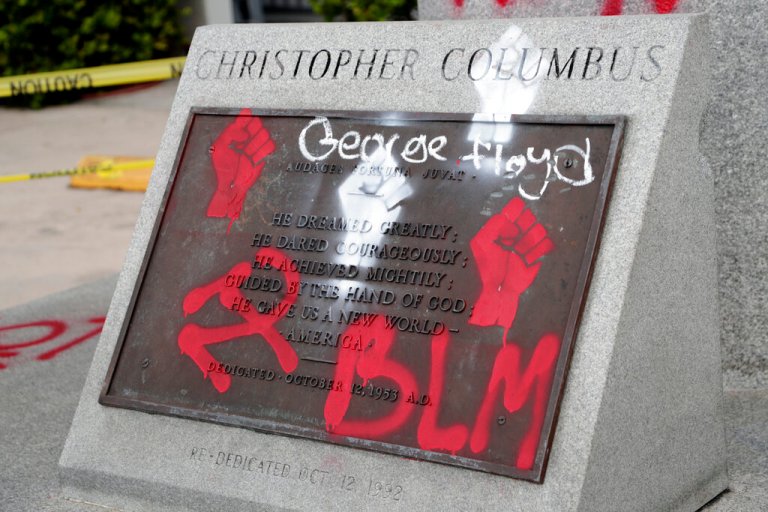 CAUTION
CHRISTOPHER COLUMBUS
George Floyd
AUDACES FORTUNA JUVAT
HE DREAMED GREATLY;
HE DARED COURAGEOUSLY;
HE ACHIEVED MIGHTILY;
GUIDED BY THE HAND OF GOD;
HE GAVE US A NEW WORLD —
AMERICA.
DEDICATED · OCTOBER 12, 1953 A.D.
BLM
RE-DEDICATED OCT 12 1992